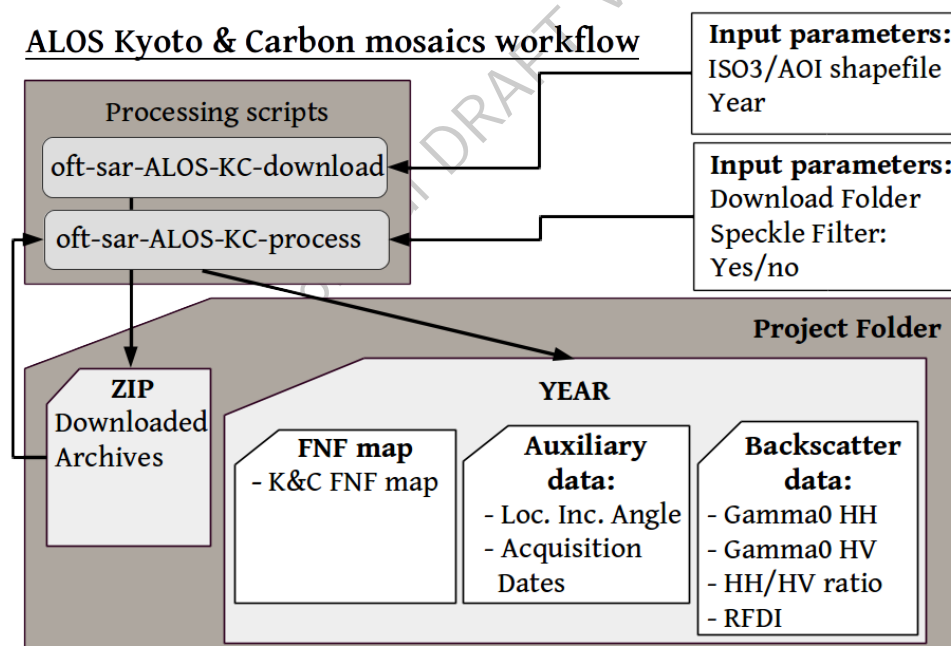 ALOS Kyoto & Carbon mosaics workflow
Input parameters:
ISO3/AOI shapefile
Year
Processing scripts
oft-sar-ALOS-KC-download
oft-sar-ALOS-KC-process
Input parameters:
Download Folder
Speckle Filter:
Yes/no
Project Folder
ZIP
Downloaded
Archives
YEAR
FNF map
- K&C FNF map
Auxiliary
data:
- Loc. Inc. Angle
- Acquisition
Dates
Backscatter
data:
- Gamma0 HH
- Gamma0 HV
- HH/HV ratio
- RFDI
DRAFT